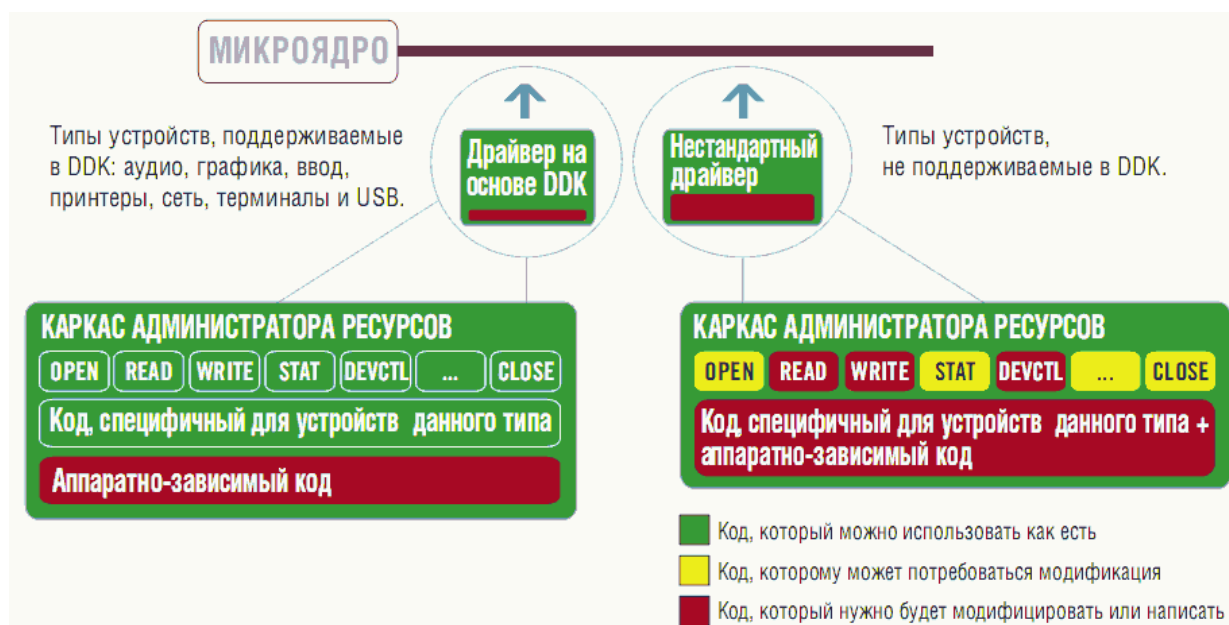 МИКРОЯДРО
Типы устройств, поддерживаемые
в DDK: аудио, графика, ввод,
принтеры, сеть, терминалы и USB.
Драйвер на
основе DDK
Нестандартный
драйвер
Типы устройств,
не поддерживаемые в DDK.
КАРКАС АДМИНИСТРАТОРА РЕСУРСОВ
OPEN READ WRITE STAT DEVCTL ... CLOSE
Код, специфичный для устройств данного типа
Аппаратно-зависимый код
КАРКАС АДМИНИСТРАТОРА РЕСУРСОВ
OPEN READ WRITE STAT DEVCTL ... CLOSE
Код, специфичный для устройств данного типа +
аппаратно-зависимый код
Код, который можно использовать как есть
Код, которому может потребоваться модификация
Код, который нужно будет модифицировать или написать